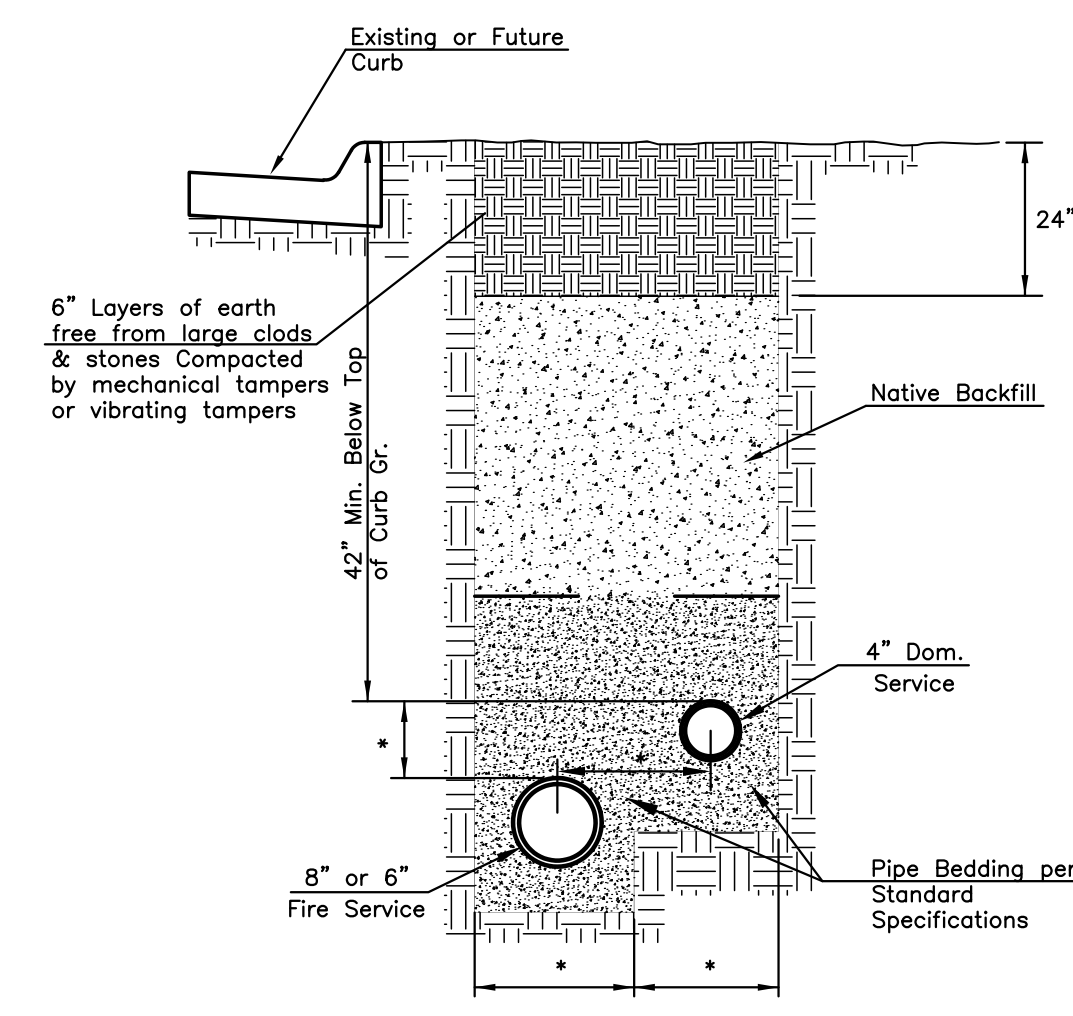 Existing or Future
Curb
24”
6” Layers of earth
free from large clods
& stones Compacted
by mechanical tampers
or vibrating tampers
42” Min. Below Top
of Curb Gr.
Native Backfill
4” Dom.
Service
*
*
8” or 6”
Fire Service
Pipe Bedding per
Standard
Specifications
*
*